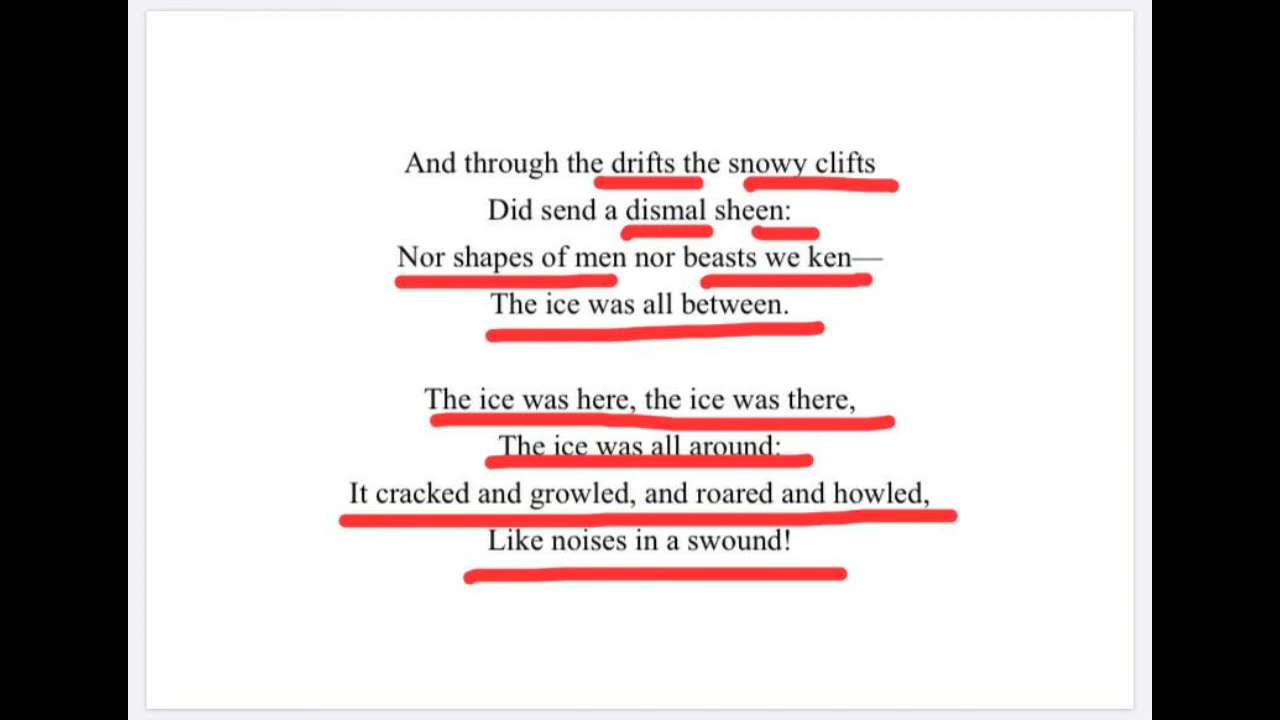 And through the drifts the snowy clifts
Did send a dismal sheen:
Nor shapes of men nor beasts we ken—
The ice was all between.
The ice was here, the ice was there,
The ice was all around:
It cracked and growled, and roared and howled,
Like noises in a swound!